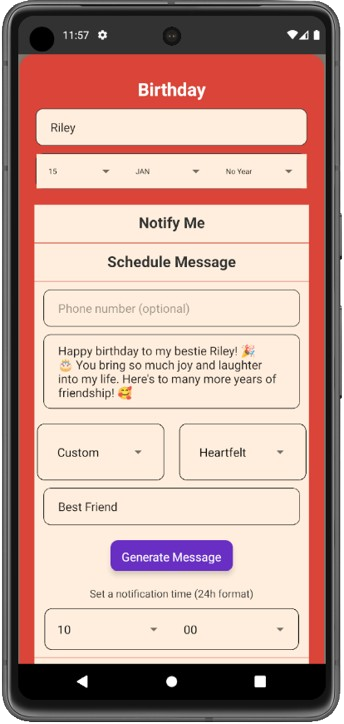 11:57
Birthday
Riley
15 JAN No Year
Notify Me
Schedule Message
Phone number (optional)
Happy birthday to my bestie Riley! 🎉
🎂 You bring so much joy and laughter
into my life. Here's to many more years of
friendship! 🥰
Custom Heartfelt
Best Friend
Generate Message
Set a notification time (24h format)
10 00